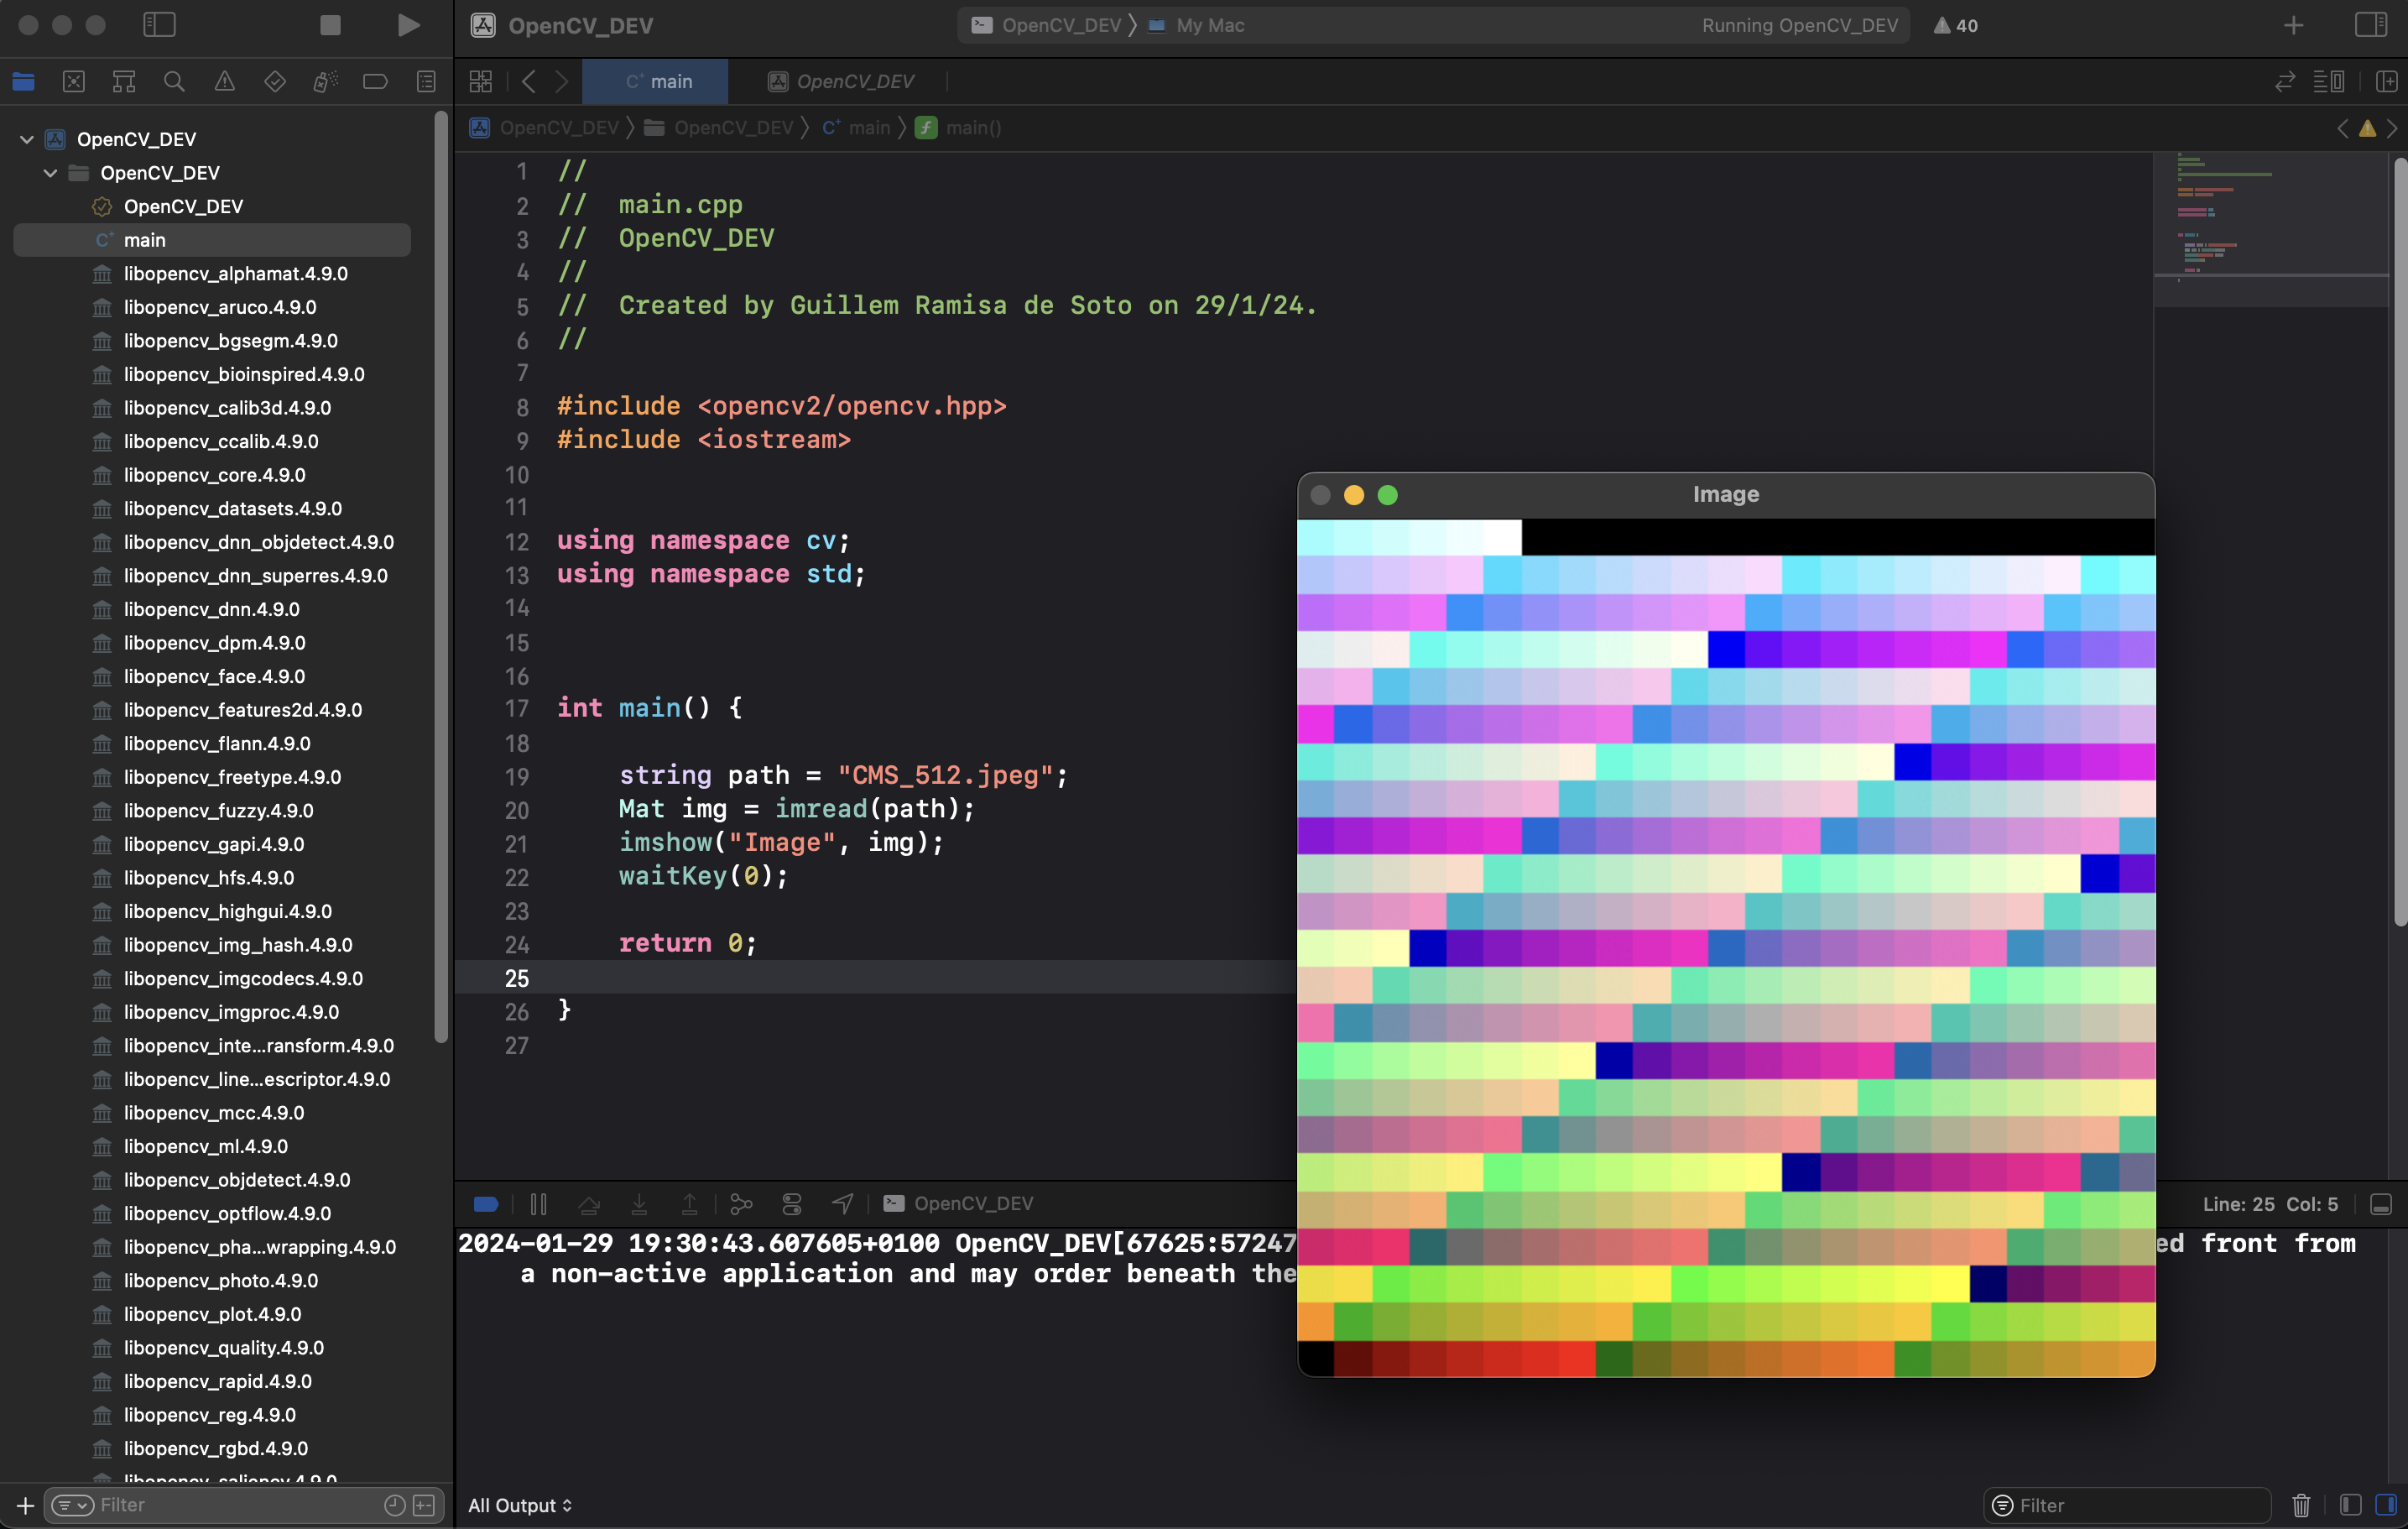 OpenCV_DEV
OpenCV_DEV
My Mac
Running OpenCV_DEV
40
main
OpenCV_DEV
OpenCV_DEV
OpenCV_DEV
main
main()
OpenCV_DEV
OpenCV_DEV
OpenCV_DEV
main
libopencv_alphamat.4.9.0
libopencv_aruco.4.9.0
libopencv_bgsegm.4.9.0
libopencv_bioinspired.4.9.0
libopencv_calib3d.4.9.0
libopencv_ccalib.4.9.0
libopencv_core.4.9.0
libopencv_datasets.4.9.0
libopencv_dnn_objdetect.4.9.0
libopencv_dnn_superres.4.9.0
libopencv_dnn.4.9.0
libopencv_dpm.4.9.0
libopencv_face.4.9.0
libopencv_features2d.4.9.0
libopencv_flann.4.9.0
libopencv_freetype.4.9.0
libopencv_fuzzy.4.9.0
libopencv_gapi.4.9.0
libopencv_hfs.4.9.0
libopencv_highgui.4.9.0
libopencv_img_hash.4.9.0
libopencv_imgcodecs.4.9.0
libopencv_imgproc.4.9.0
libopencv_inte...ransform.4.9.0
libopencv_line...escriptor.4.9.0
libopencv_mcc.4.9.0
libopencv_ml.4.9.0
libopencv_objdetect.4.9.0
libopencv_optflow.4.9.0
libopencv_pha...wrapping.4.9.0
libopencv_photo.4.9.0
libopencv_plot.4.9.0
libopencv_quality.4.9.0
libopencv_rapid.4.9.0
libopencv_reg.4.9.0
libopencv_rgbd.4.9.0
libopencv_saliency.4.9.0
Filter
1 //
2 //  main.cpp
3 //  OpenCV_DEV
4 //
5 //  Created by Guillem Ramisa de Soto on 29/1/24.
6 //
7
8 #include <opencv2/opencv.hpp>
9 #include <iostream>
10
11
12 using namespace cv;
13 using namespace std;
14
15
16
17 int main() {
18
19     string path = "CMS_512.jpeg";
20     Mat img = imread(path);
21     imshow("Image", img);
22     waitKey(0);
23
24     return 0;
25
26 }
27
Image
OpenCV_DEV
Line: 25 Col: 5
2024-01-29 19:30:43.607605+0100 OpenCV_DEV[67625:57247 ed front from
a non-active application and may order beneath the
All Output
Filter